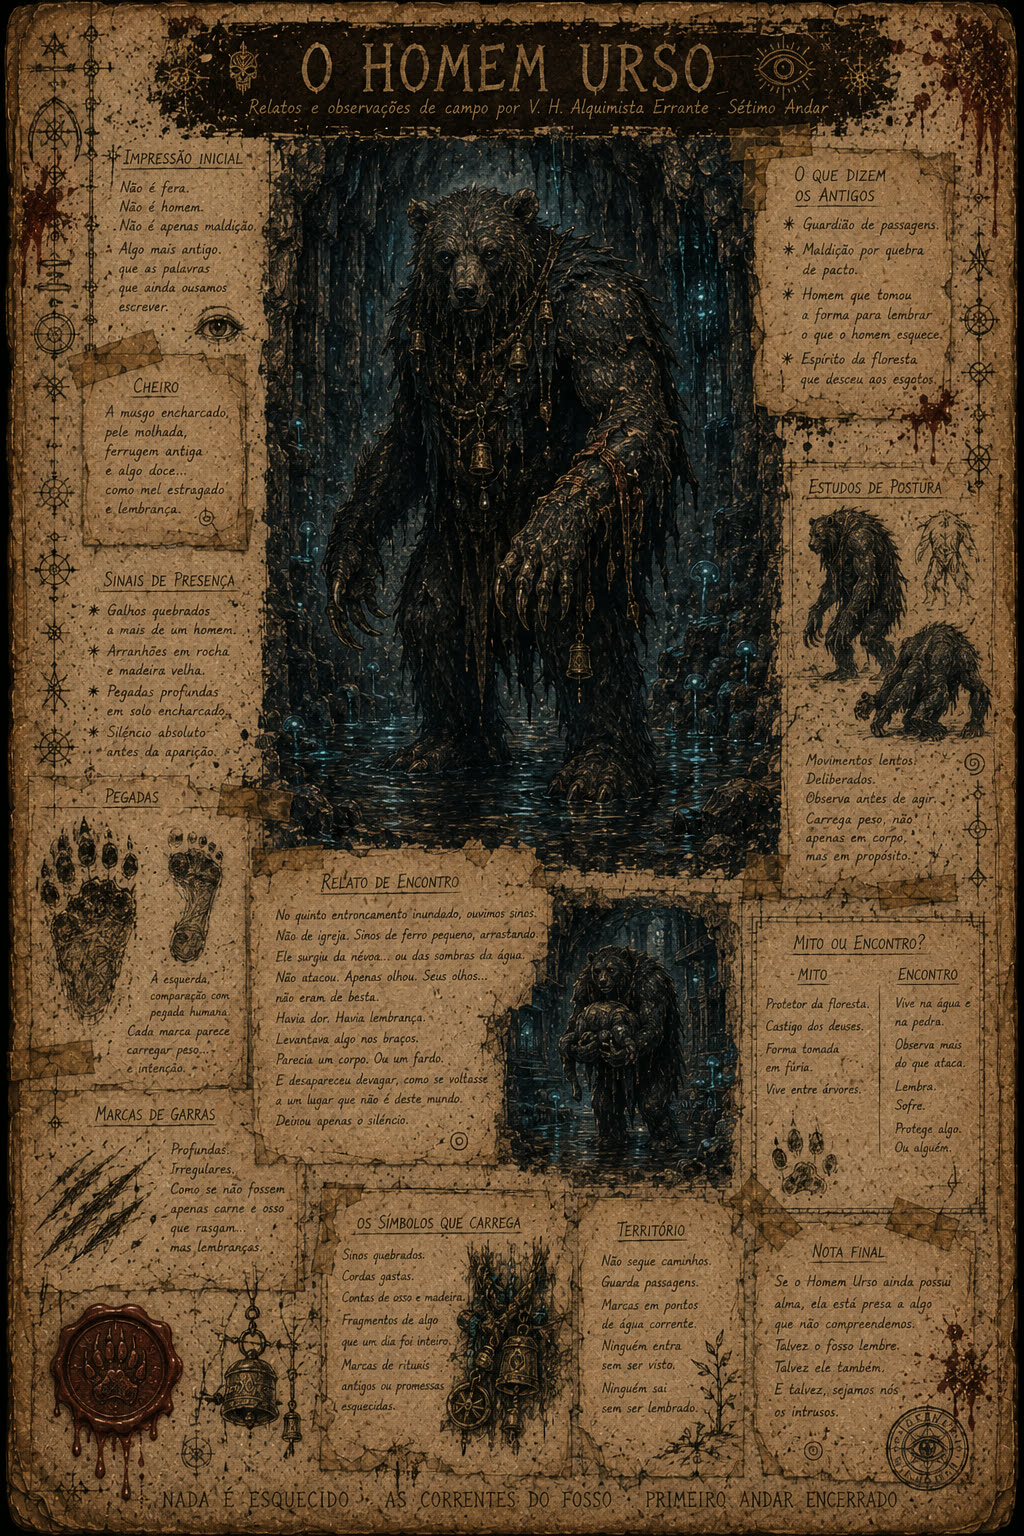 O HOMEM URSO
Relatos e observações de campo por V. H. Alquimista Errante · Sétimo Andar
IMPRESSÃO INICIAL
Não é fera.
Não é homem.
Não é apenas maldição.
Algo mais antigo.
que as palavras
que ainda ousamos
escrever.
CHEIRO
A musgo encharcado,
pele molhada,
ferrugem antiga
e algo doce...
como mel estragado
e lembrança.
SINAIS DE PRESENÇA
* Galhos quebrados
a mais de um homem.
* Arranhões em rocha
e madeira velha.
* Pegadas profundas
em solo encharcado.
* Silêncio absoluto
antes da aparição.
PEGADAS
À esquerda,
comparação com
pegada humana.
Cada marca parece
carregar peso...
e intenção.
MARCAS DE GARRAS
Profundas.
Irregulares.
Como se não fossem
apenas carne e osso
que rasgam...
mas lembranças.
O QUE DIZEM
OS ANTIGOS
* Guardião de passagens.
* Maldição por quebra
de pacto.
* Homem que tomou
a forma para lembrar
o que o homem esquece.
* Espírito da floresta
que desceu aos esgotos.
ESTUDOS DE POSTURA
Movimentos lentos.
Deliberados.
Observa antes de agir.
Carrega peso, não
apenas em corpo,
mas em propósito.
RELATO DE ENCONTRO
No quinto entroncamento inundado, ouvimos sinos.
Não de igreja. Sinos de ferro pequeno, arrastando.
Ele surgiu da névoa... ou das sombras da água.
Não atacou. Apenas olhou. Seus olhos...
não eram de besta.
Havia dor. Havia lembrança.
Levantava algo nos braços.
Parecia um corpo. Ou um fardo.
E desapareceu devagar, como se voltasse
a um lugar que não é deste mundo.
Deixou apenas o silêncio.
MITO OU ENCONTRO?
- MITO
Protetor da floresta.
Castigo dos deuses.
Forma tomada
em fúria.
Vive entre árvores.
ENCONTRO
Vive na água e
na pedra.
Observa mais
do que ataca.
Lembra.
Sofre.
Protege algo.
Ou alguém.
OS SÍMBOLOS QUE CARREGA
Sinos quebrados.
Cordas gastas.
Contas de osso e madeira.
Fragmentos de algo
que um dia foi inteiro.
Marcas de rituais
antigos ou promessas
esquecidas.
TERRITÓRIO
Não segue caminhos.
Guarda passagens.
Marcas em pontos
de água corrente.
Ninguém entra
sem ser visto.
Ninguém sai
sem ser lembrado.
NOTA FINAL
Se o Homem Urso ainda possui
alma, ela está presa a algo
que não compreendemos.
Talvez o fosso lembre.
Talvez ele também.
E talvez, sejamos nós
os intrusos.
NADA É ESQUECIDO · AS CORRENTES DO FOSSO · PRIMEIRO ANDAR ENCERRADO